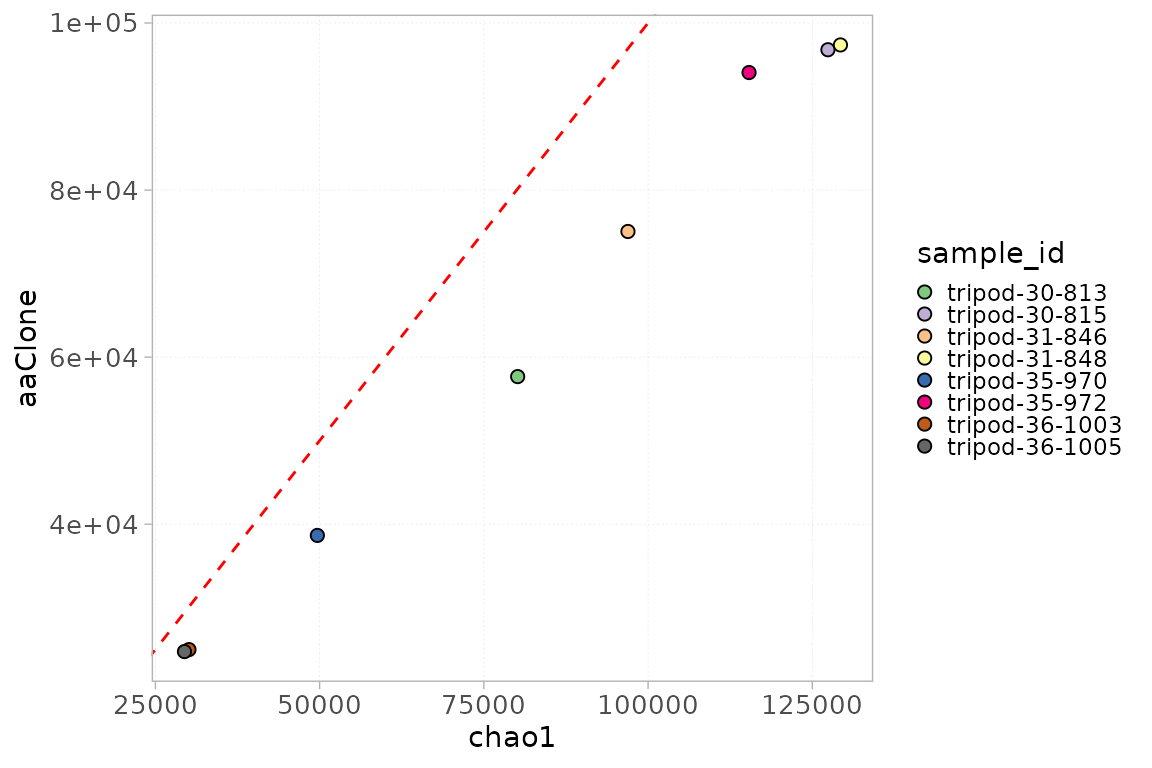 1e+05
8e+04
6e+04
4e+04
aaClone
25000 50000 75000 100000 125000
chao1
sample_id
tripod-30-813
tripod-30-815
tripod-31-846
tripod-31-848
tripod-35-970
tripod-35-972
tripod-36-1003
tripod-36-1005